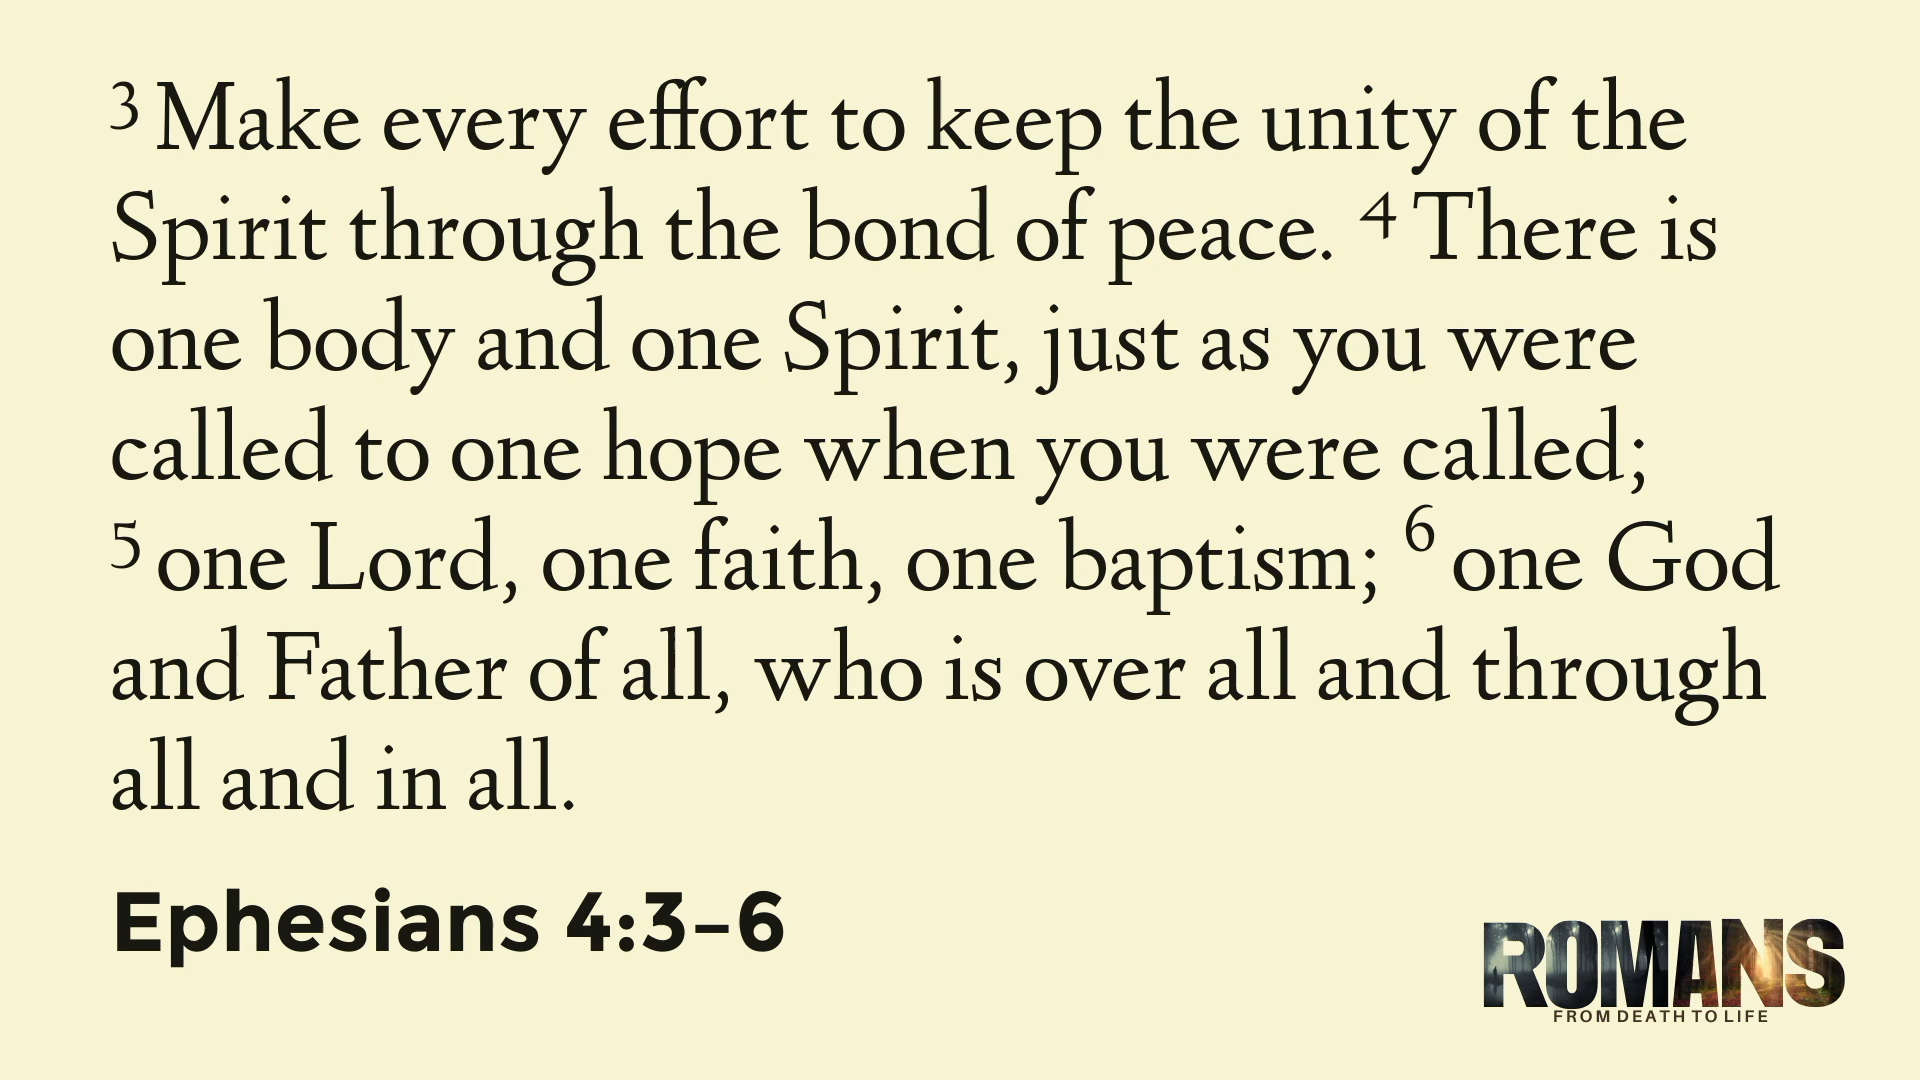 3 Make every effort to keep the unity of the
Spirit through the bond of peace. 4 There is
one body and one Spirit, just as you were
called to one hope when you were called;
5 one Lord, one faith, one baptism; 6 one God
and Father of all, who is over all and through
all and in all.
Ephesians 4:3–6
ROMANS
FROM DEATH TO LIFE